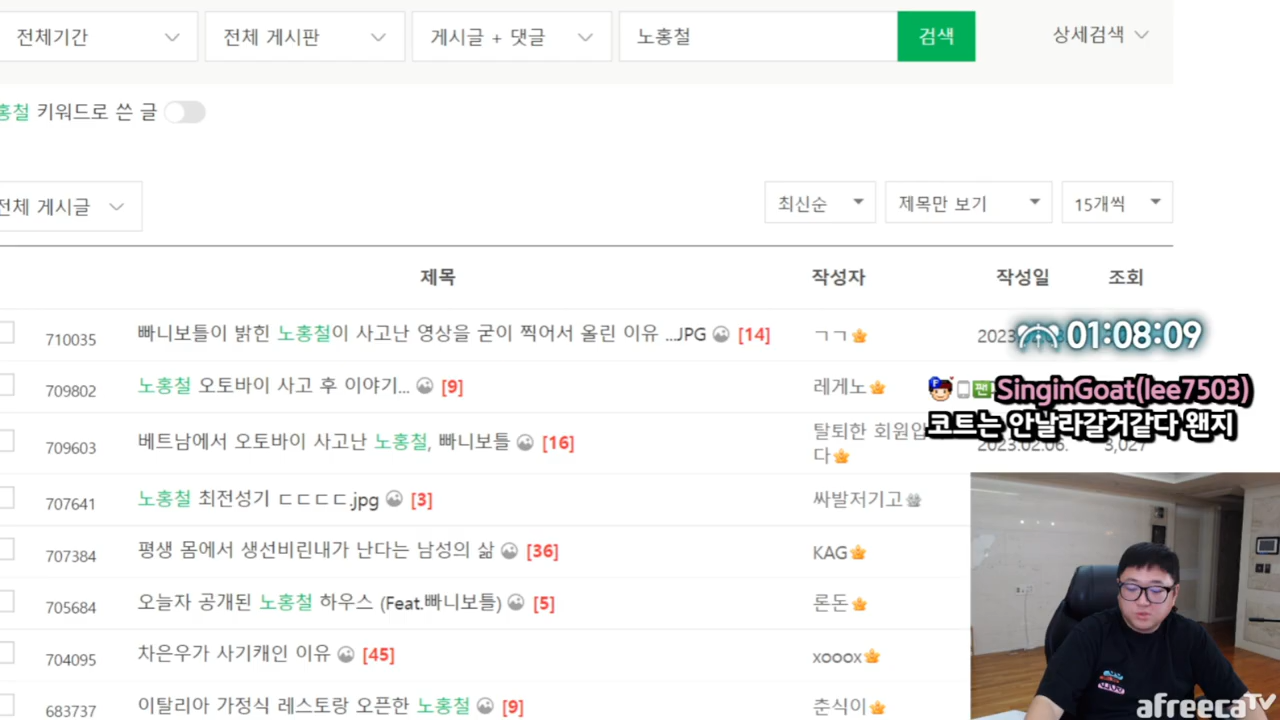 전체기간 전체 게시판 게시글 + 댓글 노홍철 검색 상세검색
홍철 키워드로 쓴 글
전체 게시글 최신순 제목만 보기 15개씩
제목 작성자 작성일 조회
710035 빠니보틀이 밝힌 노홍철이 사고난 영상을 굳이 찍어서 올린 이유 ...JPG [14] ㄱㄱ 2023
01:08:09
709802 노홍철 오토바이 사고 후 이야기... [9] 레게노
팬 SinginGoat(lee7503)
코트는 안날라갈거같다 왠지
709603 베트남에서 오토바이 사고난 노홍철, 빠니보틀 [16] 탈퇴한 회원입
다 2023.02.06. 3,027
707641 노홍철 최전성기 ㄷㄷㄷㄷ.jpg [3] 싸발저기고
707384 평생 몸에서 생선비린내가 난다는 남성의 삶 [36] KAG
705684 오늘자 공개된 노홍철 하우스 (Feat.빠니보틀) [5] 론돈
704095 차은우가 사기캐인 이유 [45] xooox
683737 이탈리아 가정식 레스토랑 오픈한 노홍철 [9] 춘식이
afreecaTV